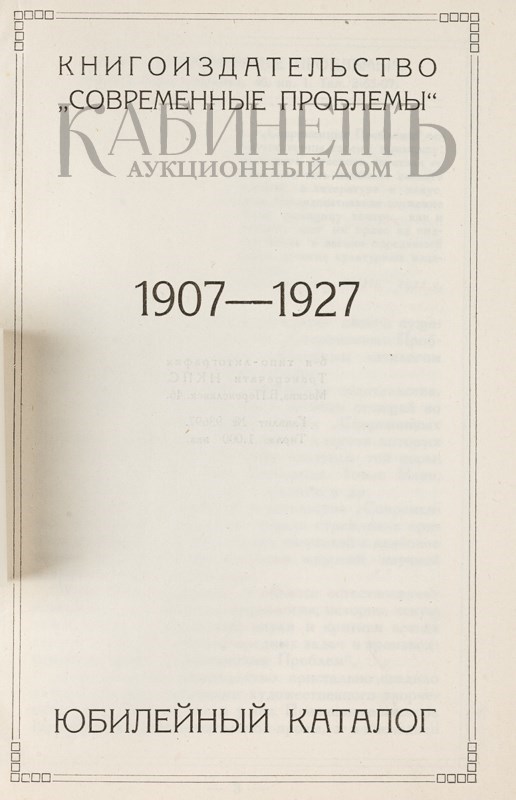 КНИГОИЗДАТЕЛЬСТВО
„СОВРЕМЕННЫЕ ПРОБЛЕМЫ“
КАБИНЕТЪ
АУКЦИОННЫЙ ДОМ
1907—1927
ЮБИЛЕЙНЫЙ КАТАЛОГ